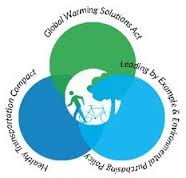 Global Warming Solutions Act
Leading by Example & Environmental Purchasing Policy
Healthy Transportation Compact